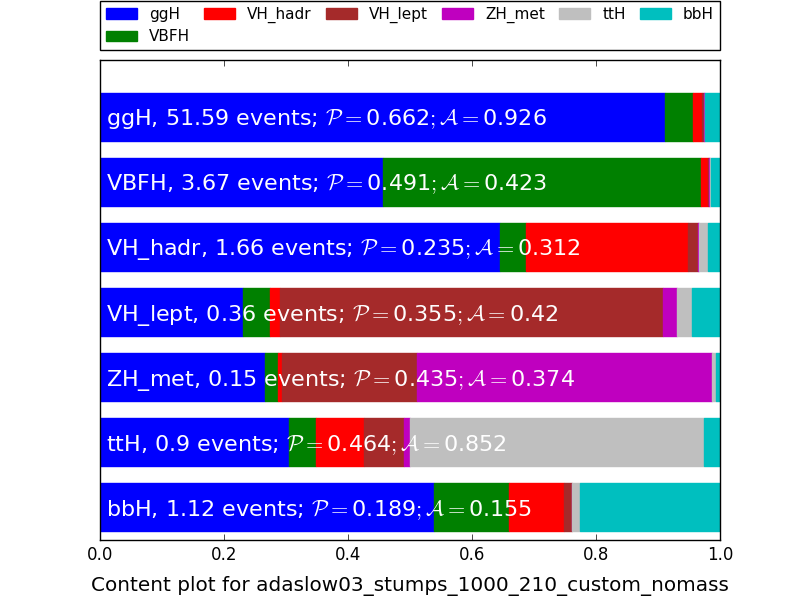 ggH VH_hadr VH_lept ZH_met ttH bbH
VBFH
ggH, 51.59 events; 𝒫 = 0.662; 𝒜 = 0.926
VBFH, 3.67 events; 𝒫 = 0.491; 𝒜 = 0.423
VH_hadr, 1.66 events; 𝒫 = 0.235; 𝒜 = 0.312
VH_lept, 0.36 events; 𝒫 = 0.355; 𝒜 = 0.42
ZH_met, 0.15 events; 𝒫 = 0.435; 𝒜 = 0.374
ttH, 0.9 events; 𝒫 = 0.464; 𝒜 = 0.852
bbH, 1.12 events; 𝒫 = 0.189; 𝒜 = 0.155
0.0 0.2 0.4 0.6 0.8 1.0
Content plot for adaslow03_stumps_1000_210_custom_nomass